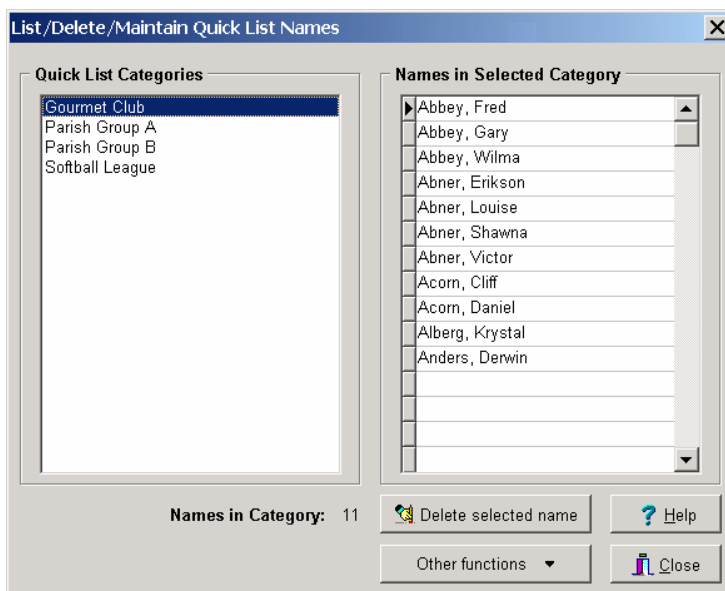 List/Delete/Maintain Quick List Names
Quick List Categories
Gourmet Club
Parish Group A
Parish Group B
Softball League
Names in Selected Category
Abbey, Fred
Abbey, Gary
Abbey, Wilma
Abner, Erikson
Abner, Louise
Abner, Shawna
Abner, Victor
Acorn, Cliff
Acorn, Daniel
Alberg, Krystal
Anders, Derwin
Names in Category: 11
Delete selected name
Help
Other functions
Close